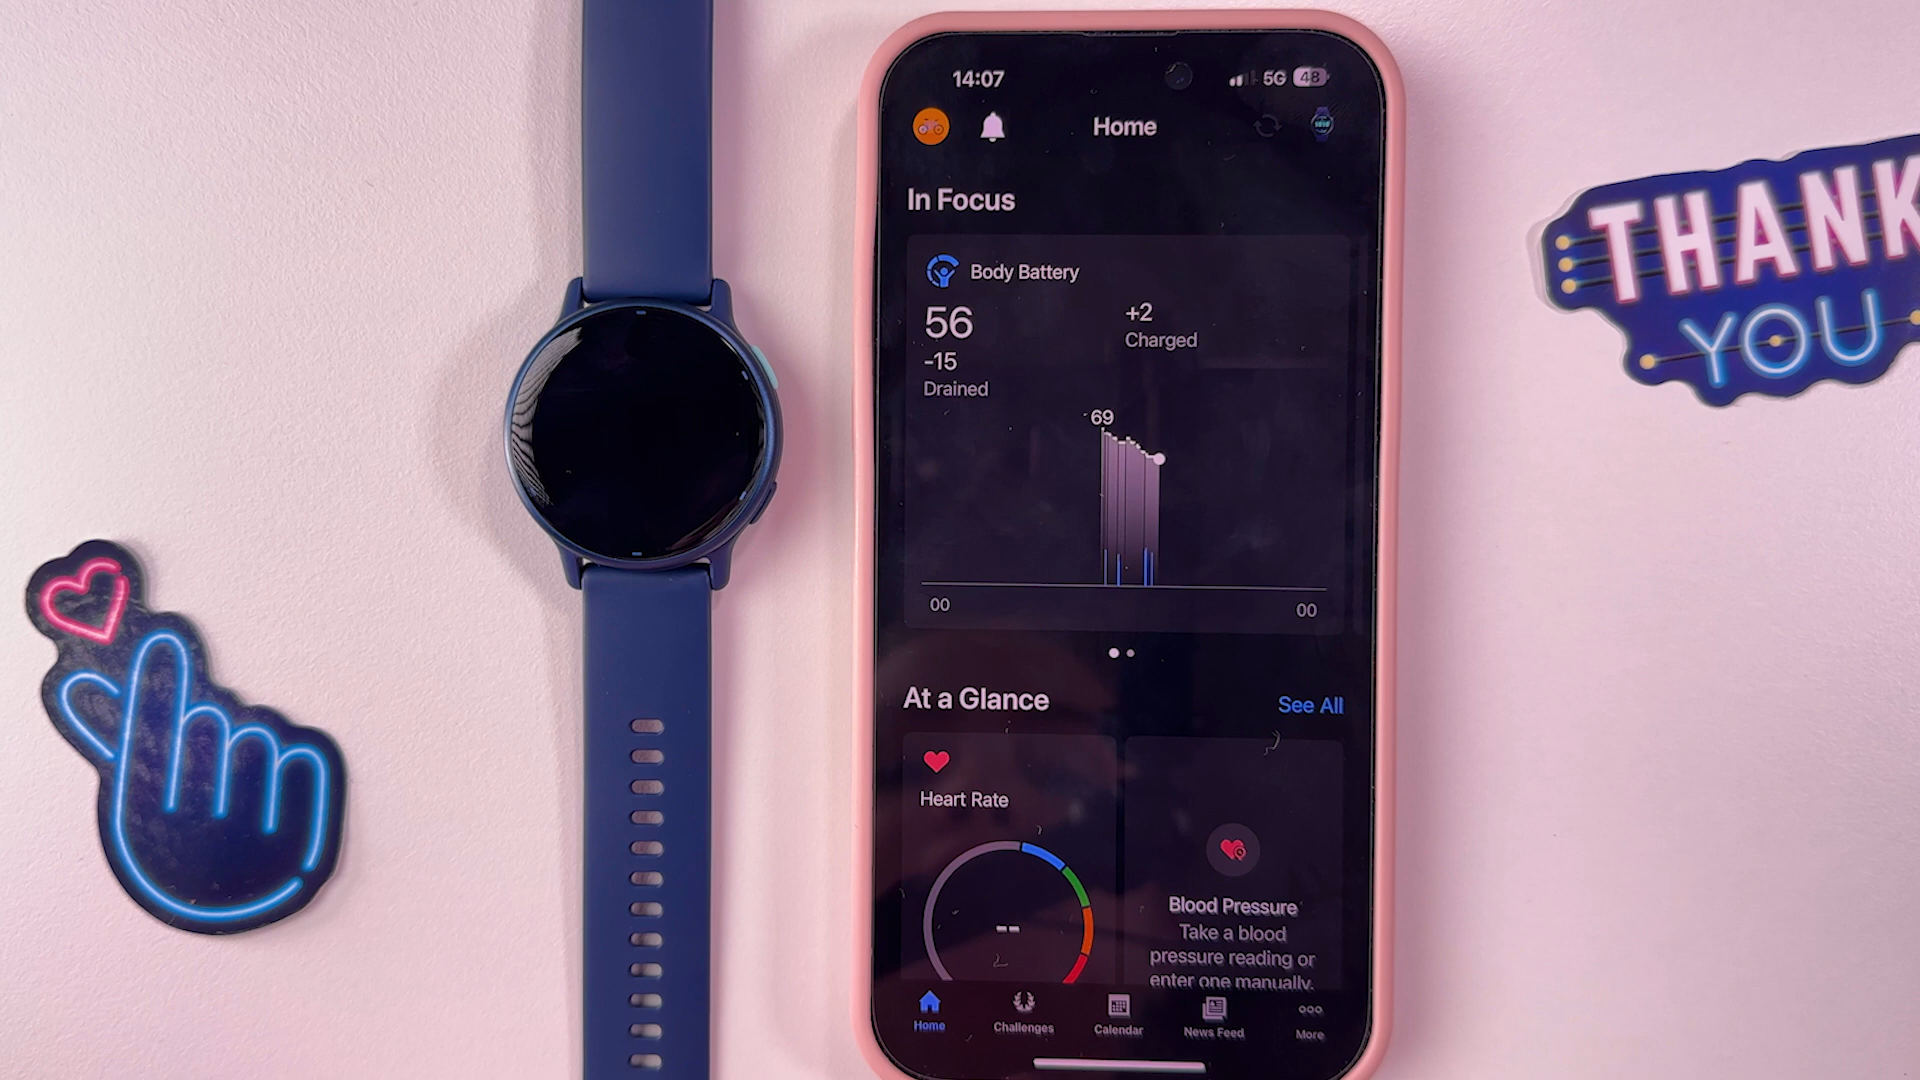 14:07
5G 48
Home
In Focus
Body Battery
56
+2
Charged
-15
Drained
69
00
00
At a Glance
See All
Heart Rate
--
Blood Pressure
Take a blood
pressure reading or
enter one manually.
Home
Challenges
Calendar
News Feed
More
THANK
YOU